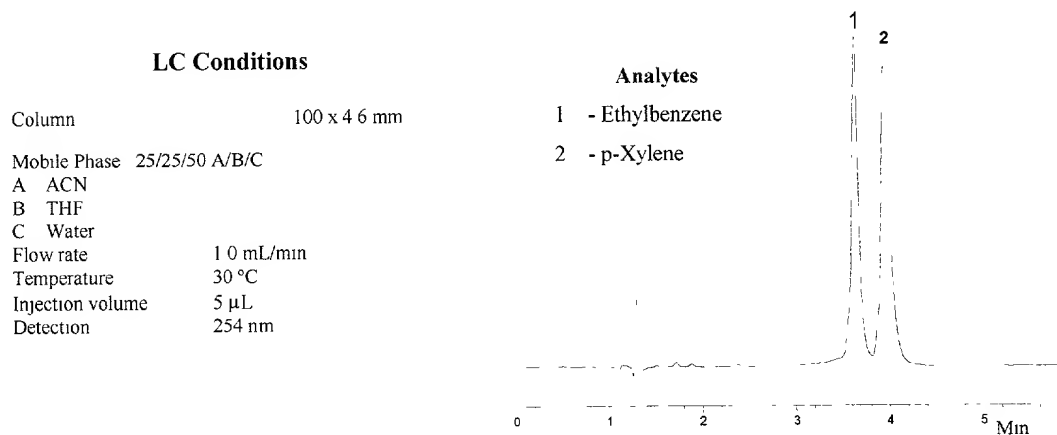 LC Conditions
Column 100 x 4 6 mm
Mobile Phase 25/25/50 A/B/C
A ACN
B THF
C Water
Flow rate 1 0 mL/min
Temperature 30 °C
Injection volume 5 µL
Detection 254 nm
Analytes
1 - Ethylbenzene
2 - p-Xylene
1
2
0 1 2 3 4 5 Min